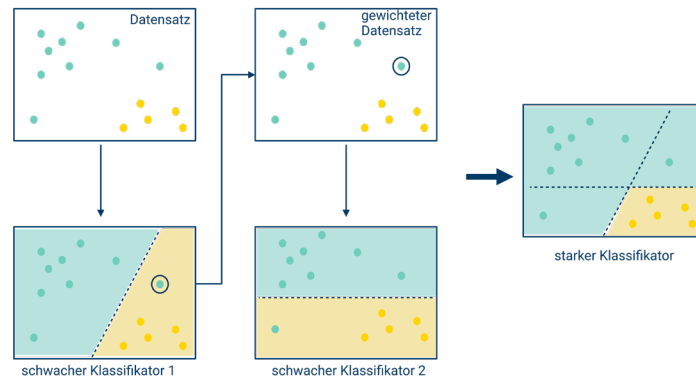 Datensatz
gewichteter
Datensatz
starker Klassifikator
schwacher Klassifikator 1
schwacher Klassifikator 2